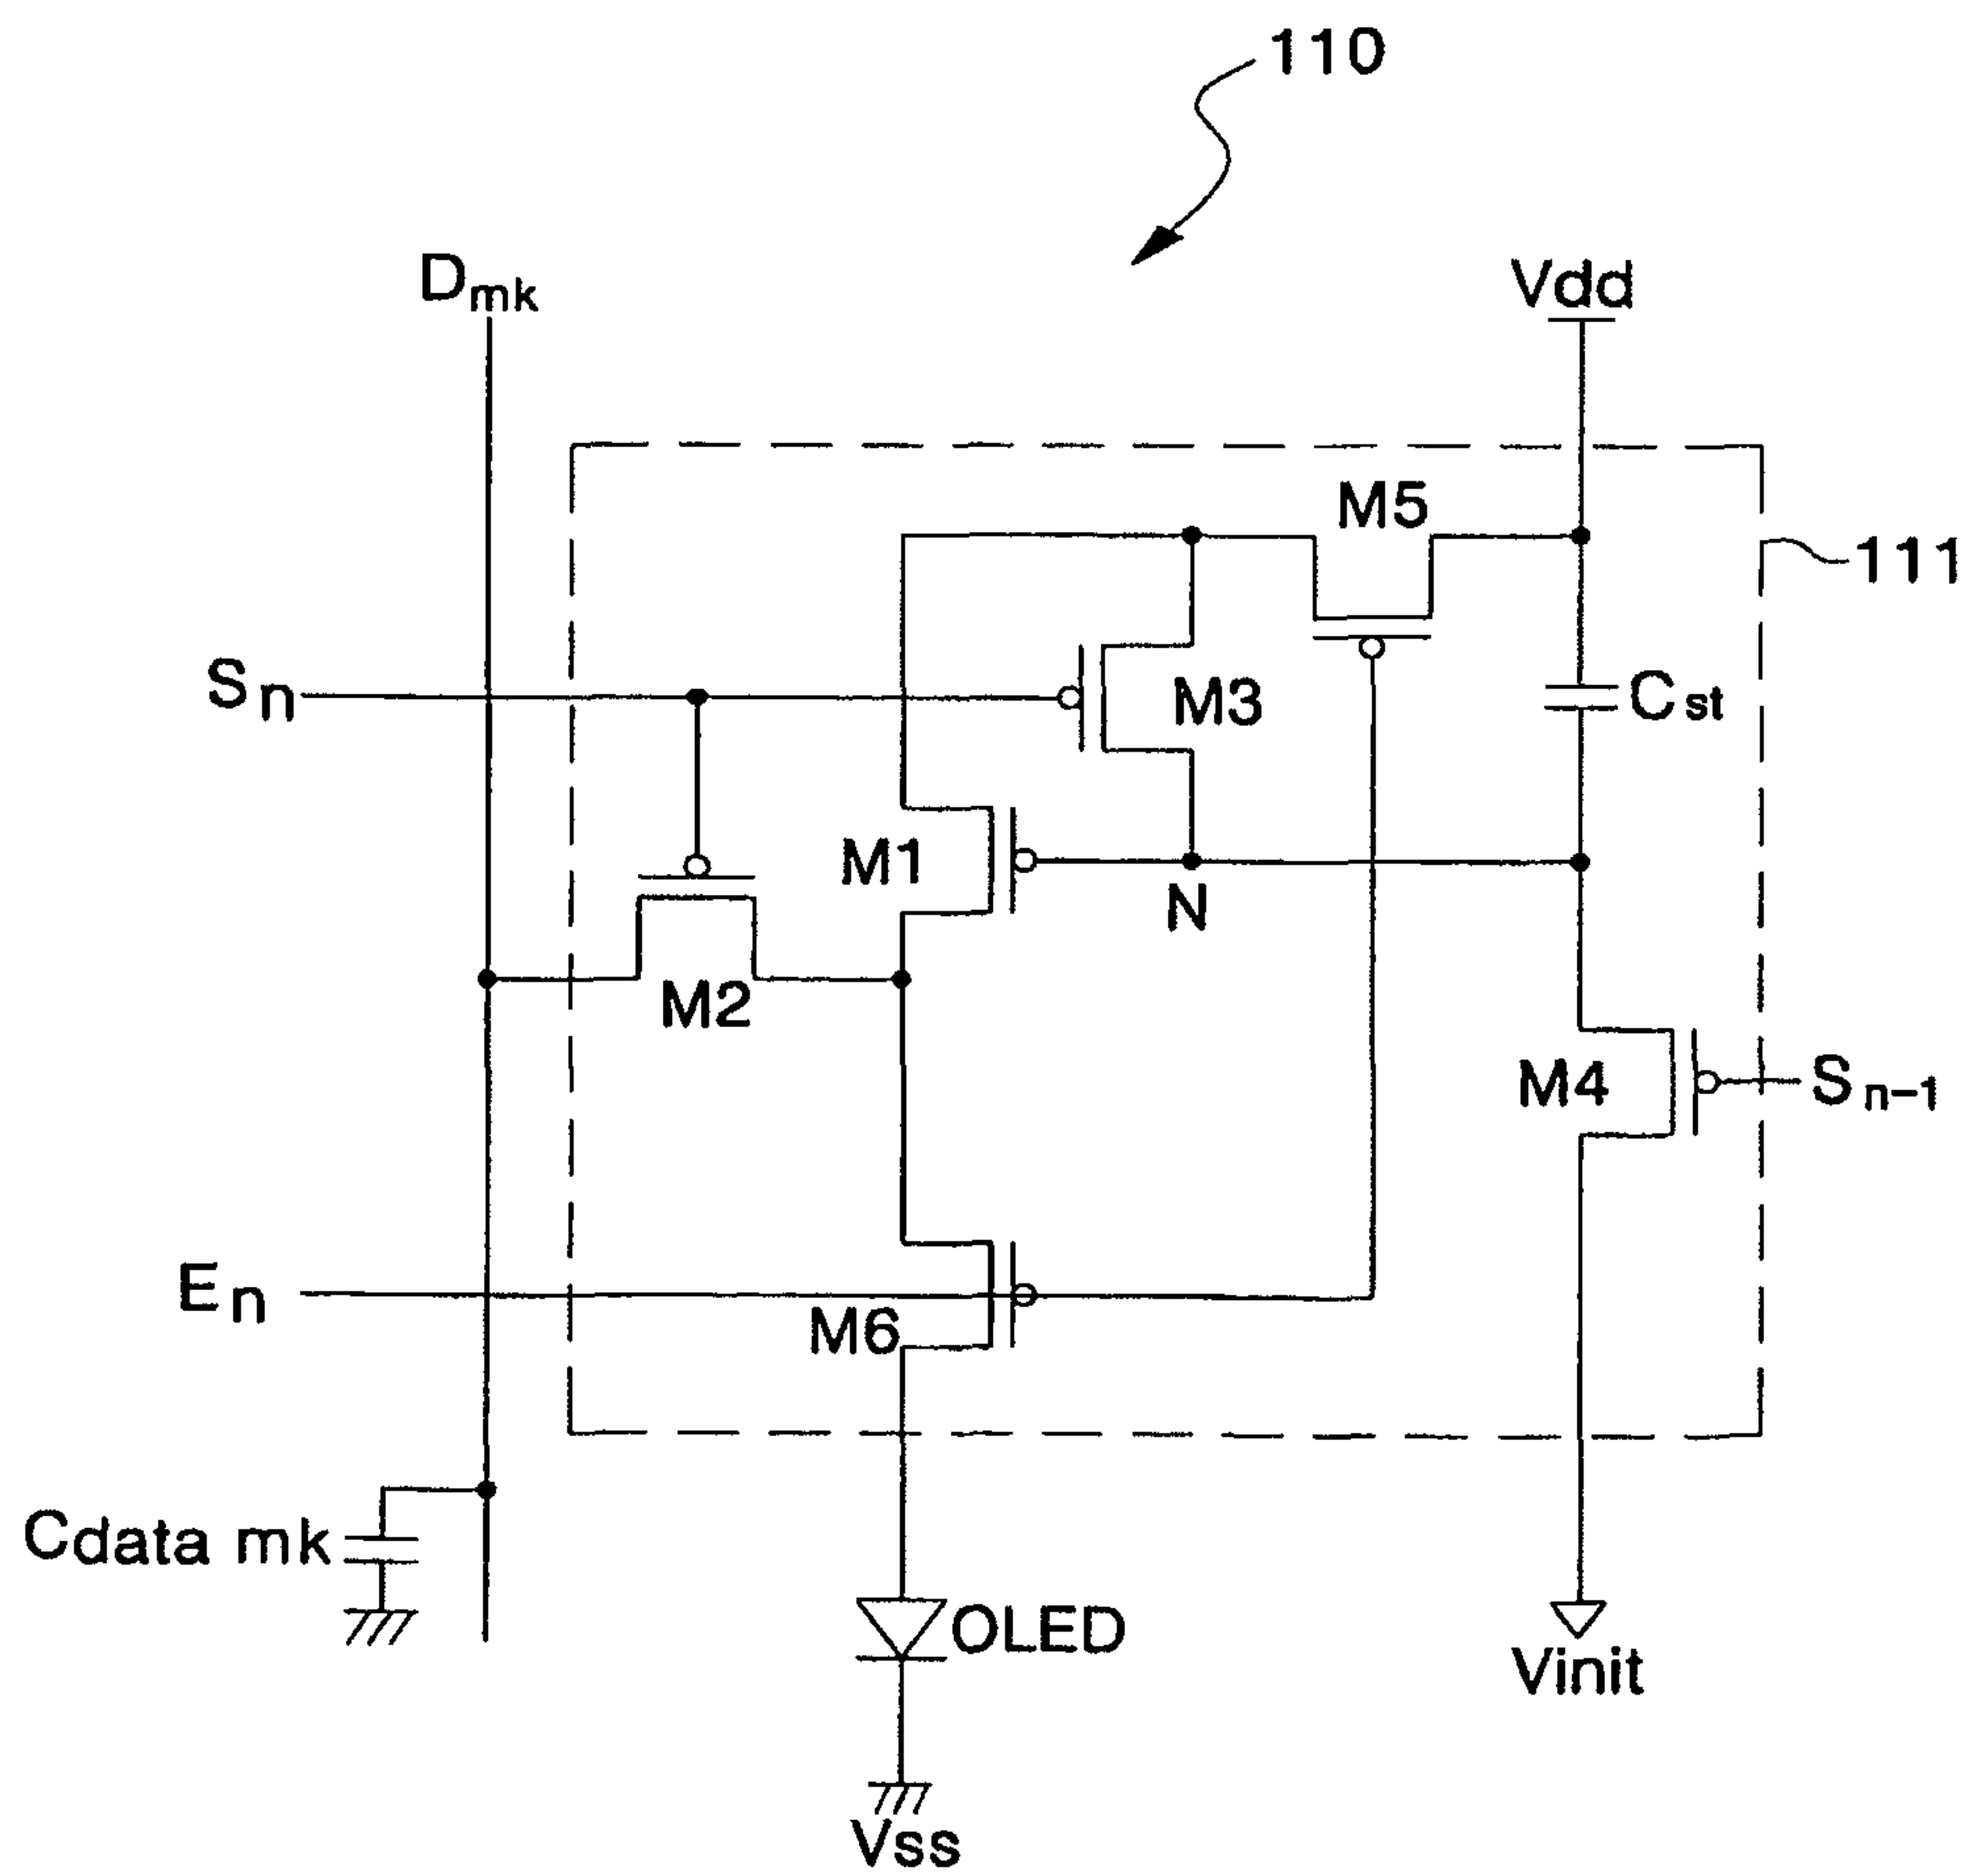 110
Dmk
Vdd
M5
111
Sn
M3
Cst
M1
N
M2
M4
Sn-1
En
M6
Cdata mk
OLED
Vinit
Vss